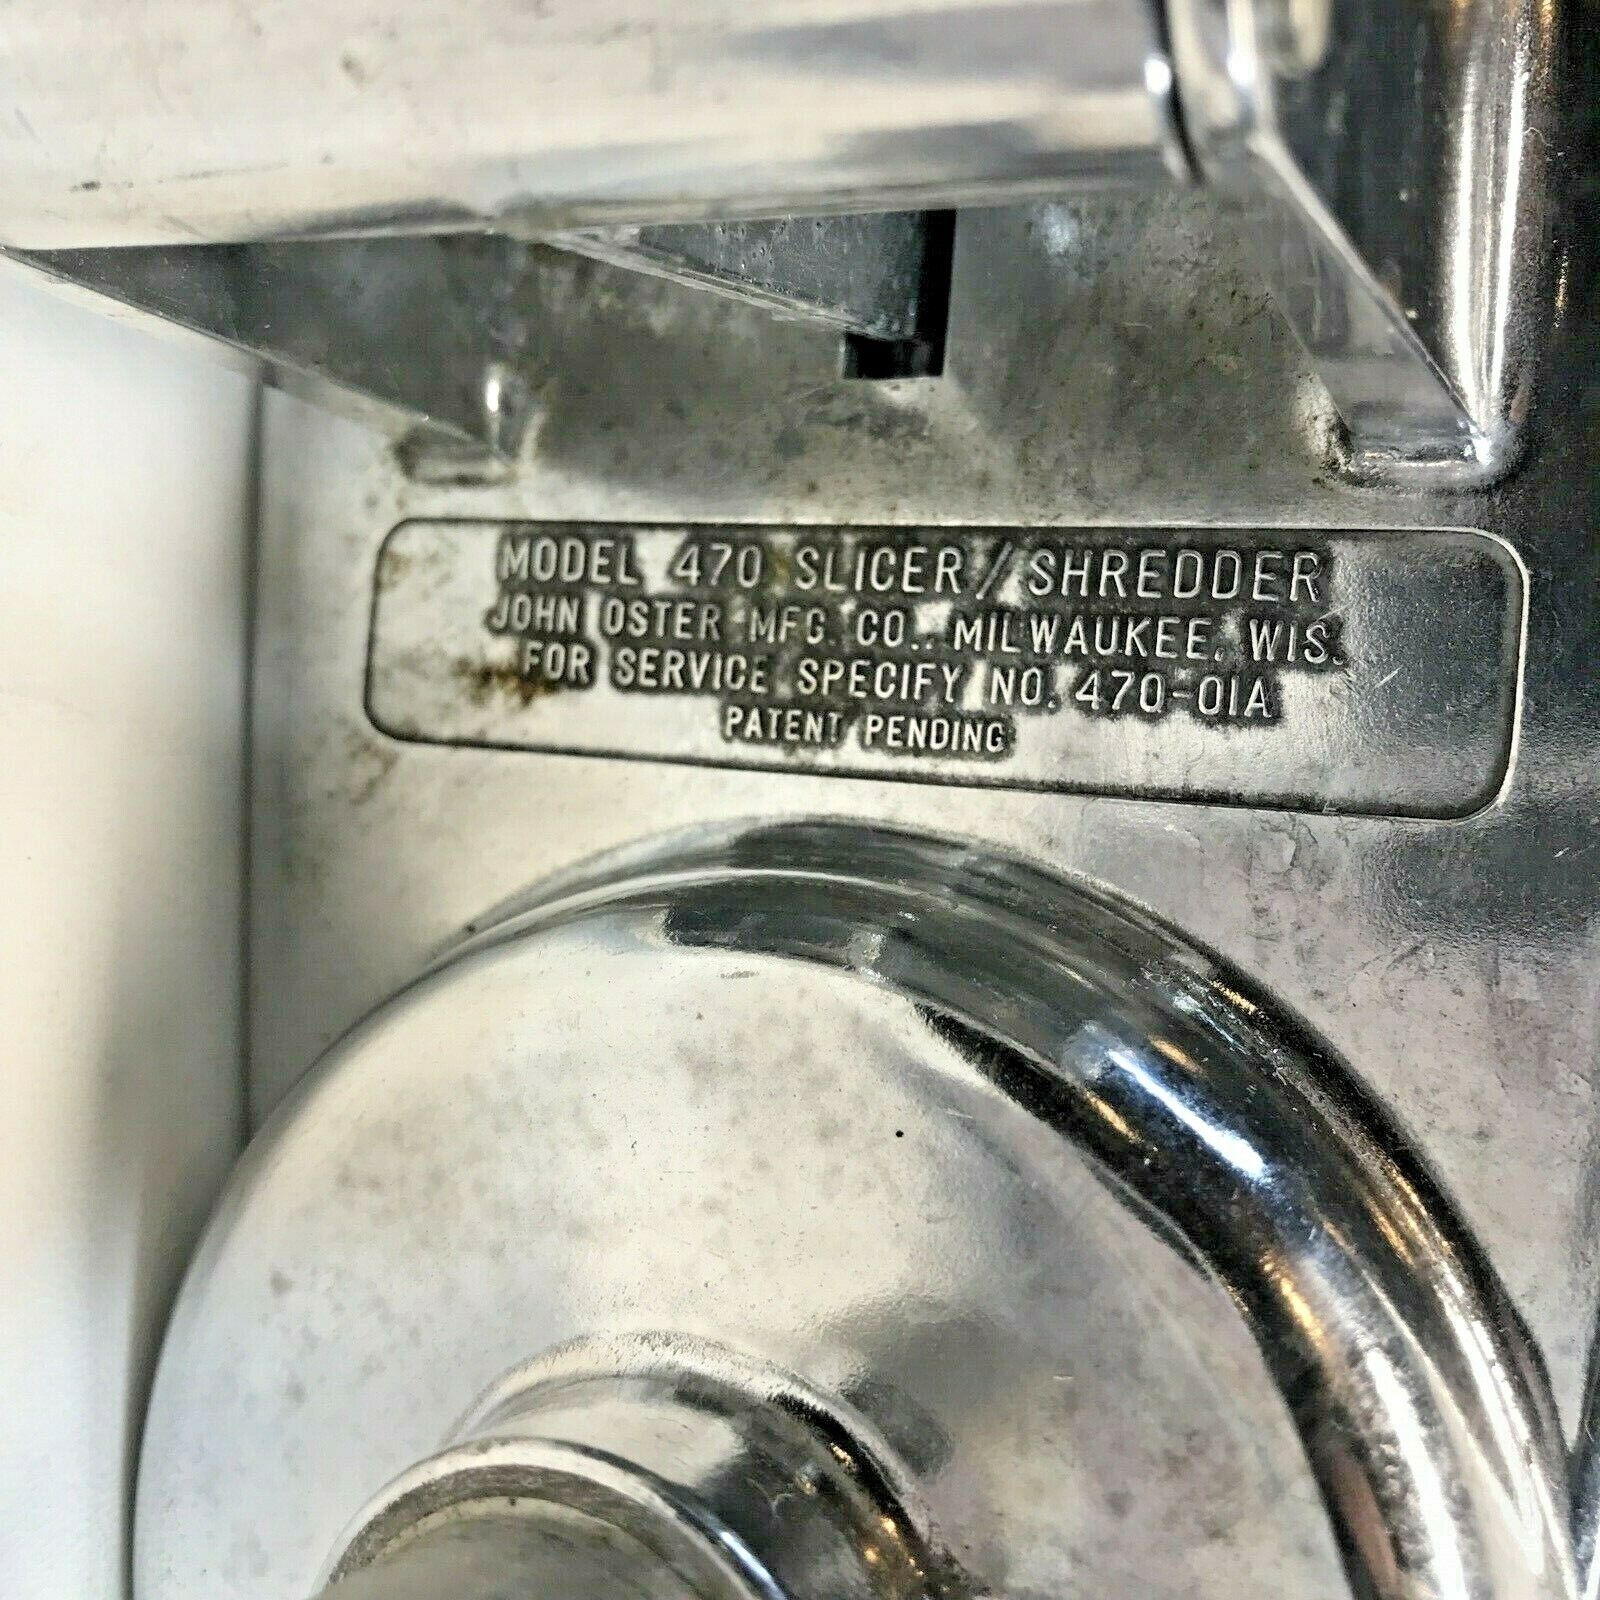 MODEL 470 SLICER/SHREDDER
JOHN OSTER MFG. CO., MILWAUKEE, WIS.
FOR SERVICE SPECIFY NO. 470-01A
PATENT PENDING